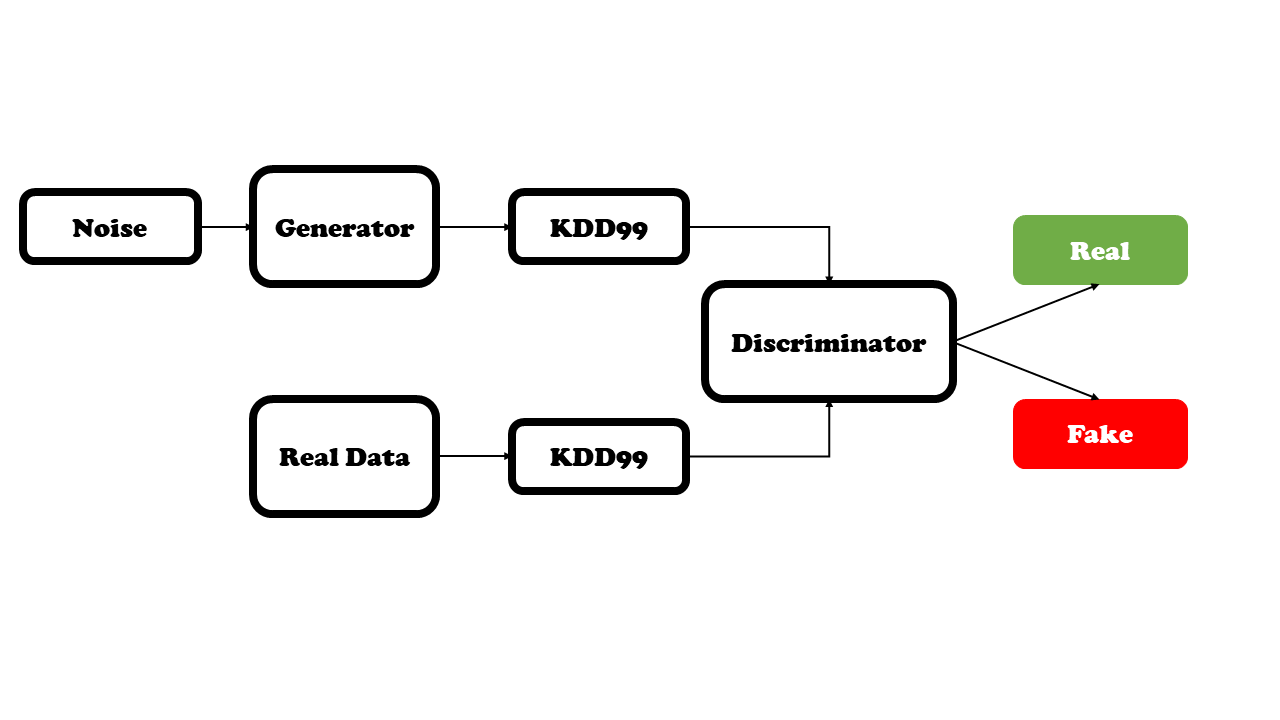 Noise
Generator
KDD99
Real
Discriminator
Fake
Real Data
KDD99